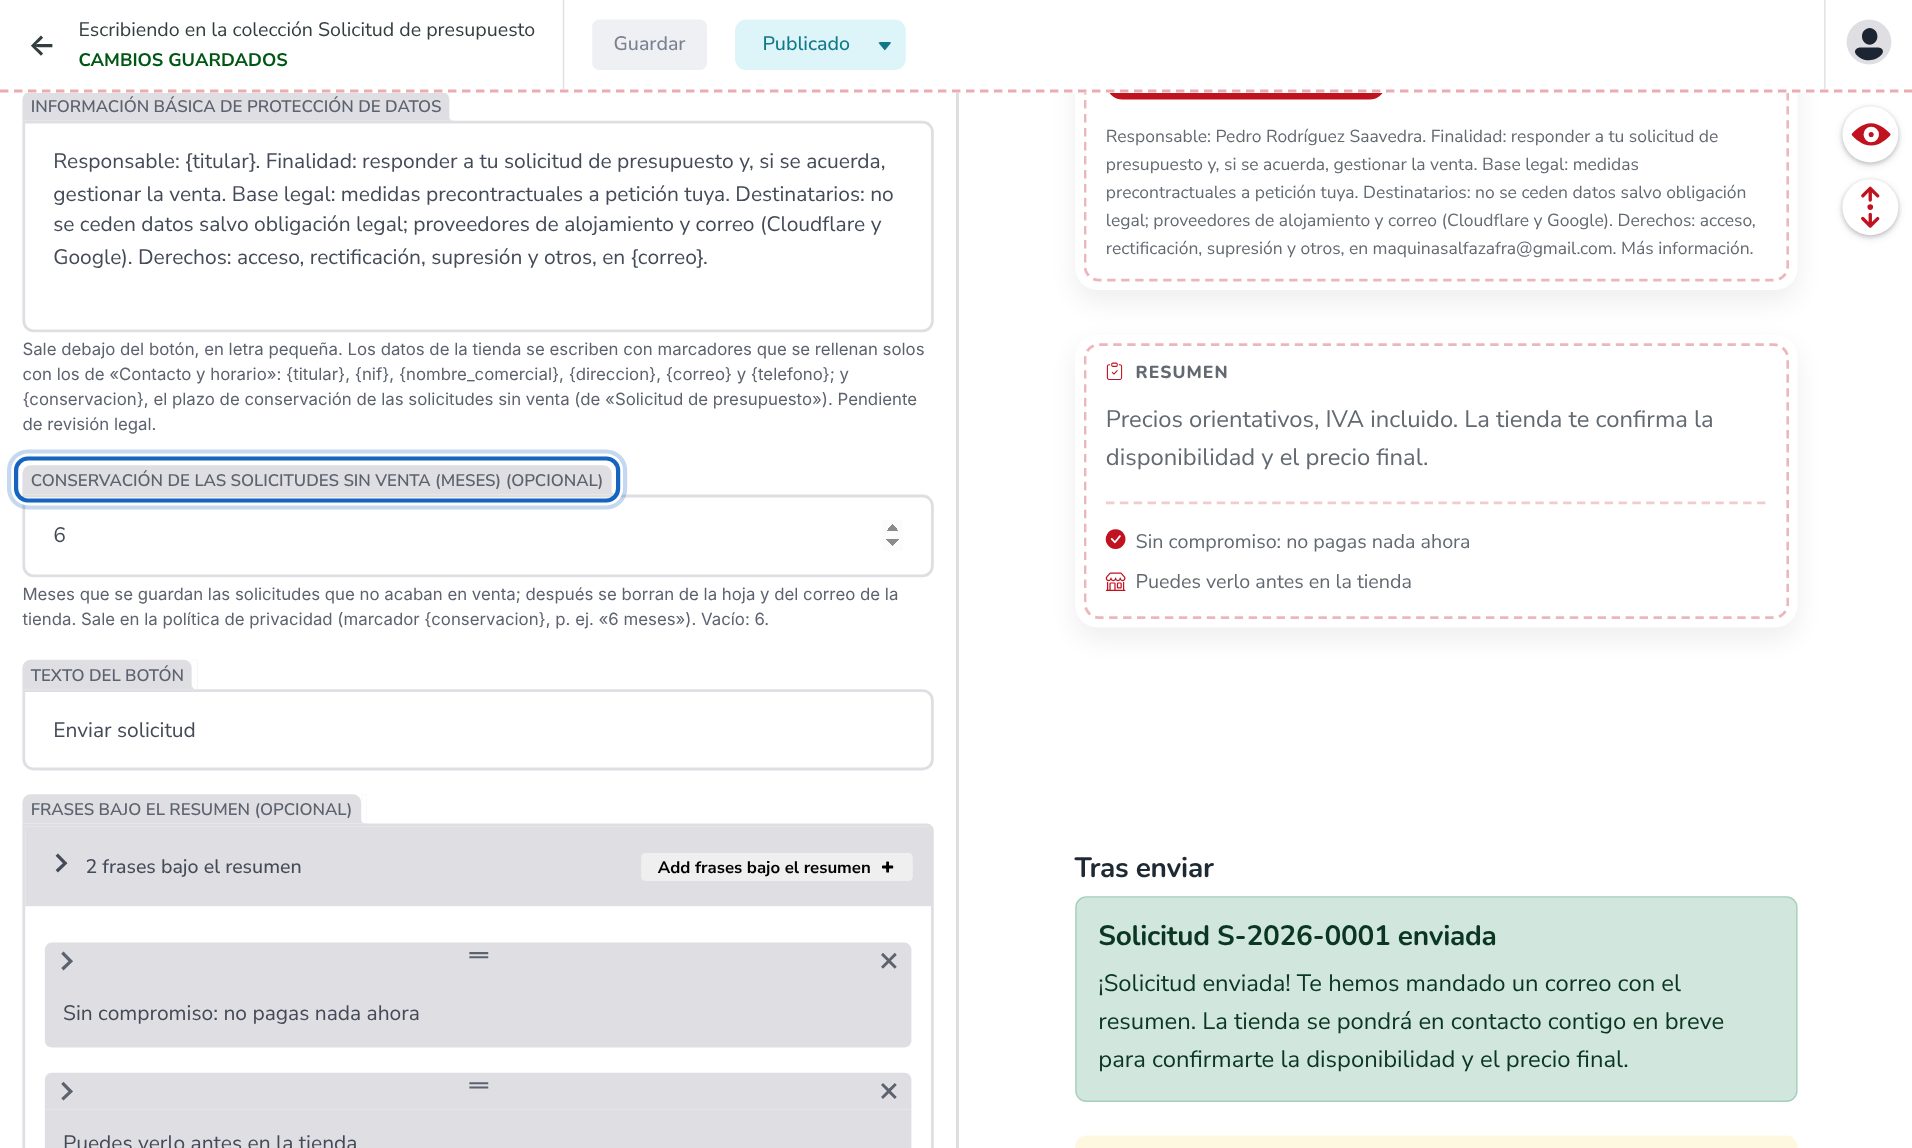 Escribiendo en la colección Solicitud de presupuesto
CAMBIOS GUARDADOS
Guardar
Publicado
INFORMACIÓN BÁSICA DE PROTECCIÓN DE DATOS
Responsable: {titular}. Finalidad: responder a tu solicitud de presupuesto y, si se acuerda,
gestionar la venta. Base legal: medidas precontractuales a petición tuya. Destinatarios: no
se ceden datos salvo obligación legal; proveedores de alojamiento y correo (Cloudflare y
Google). Derechos: acceso, rectificación, supresión y otros, en {correo}.
Sale debajo del botón, en letra pequeña. Los datos de la tienda se escriben con marcadores que se rellenan solos
con los de «Contacto y horario»: {titular}, {nif}, {nombre_comercial}, {direccion}, {correo} y {telefono}; y
{conservacion}, el plazo de conservación de las solicitudes sin venta (de «Solicitud de presupuesto»). Pendiente
de revisión legal.
CONSERVACIÓN DE LAS SOLICITUDES SIN VENTA (MESES) (OPCIONAL)
6
Meses que se guardan las solicitudes que no acaban en venta; después se borran de la hoja y del correo de la
tienda. Sale en la política de privacidad (marcador {conservacion}, p. ej. «6 meses»). Vacío: 6.
TEXTO DEL BOTÓN
Enviar solicitud
FRASES BAJO EL RESUMEN (OPCIONAL)
2 frases bajo el resumen
Add frases bajo el resumen +
Sin compromiso: no pagas nada ahora
Puedes verlo antes en la tienda
Responsable: Pedro Rodríguez Saavedra. Finalidad: responder a tu solicitud de
presupuesto y, si se acuerda, gestionar la venta. Base legal: medidas
precontractuales a petición tuya. Destinatarios: no se ceden datos salvo obligación
legal; proveedores de alojamiento y correo (Cloudflare y Google). Derechos: acceso,
rectificación, supresión y otros, en maquinasalfazafra@gmail.com. Más información.
RESUMEN
Precios orientativos, IVA incluido. La tienda te confirma la
disponibilidad y el precio final.
Sin compromiso: no pagas nada ahora
Puedes verlo antes en la tienda
Tras enviar
Solicitud S-2026-0001 enviada
¡Solicitud enviada! Te hemos mandado un correo con el
resumen. La tienda se pondrá en contacto contigo en breve
para confirmarte la disponibilidad y el precio final.